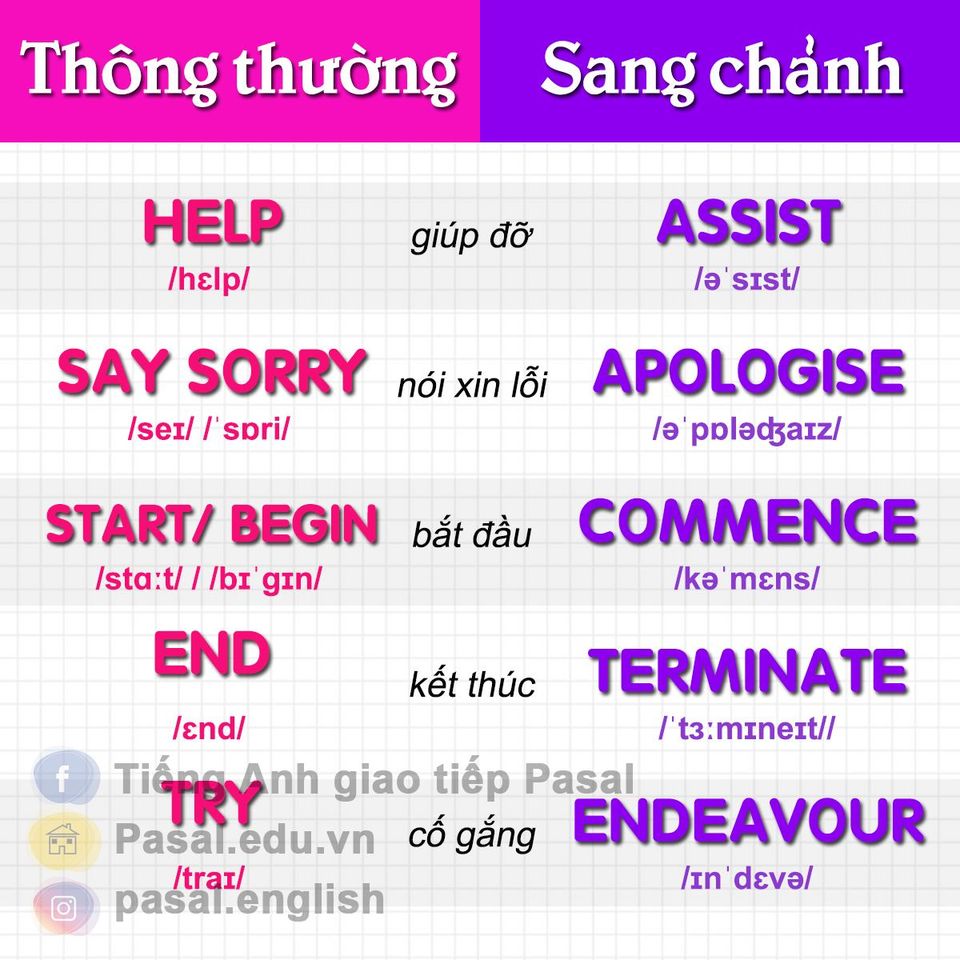 Thông thường
Sang chảnh
HELP
giúp đỡ
ASSIST
/hɛlp/
/əˈsɪst/
SAY SORRY
nói xin lỗi
APOLOGISE
/seɪ/ /ˈsɒri/
/əˈpɒləʤaɪz/
START/ BEGIN
bắt đầu
COMMENCE
/stɑːt/ / /bɪˈgɪn/
/kəˈmɛns/
END
kết thúc
TERMINATE
/ɛnd/
/ˈtɜːmɪneɪt//
Tiếng Anh giao tiếp Pasal
TRY
cố gắng
ENDEAVOUR
Pasal.edu.vn
/traɪ/
/ɪnˈdɛvə/
pasal.english